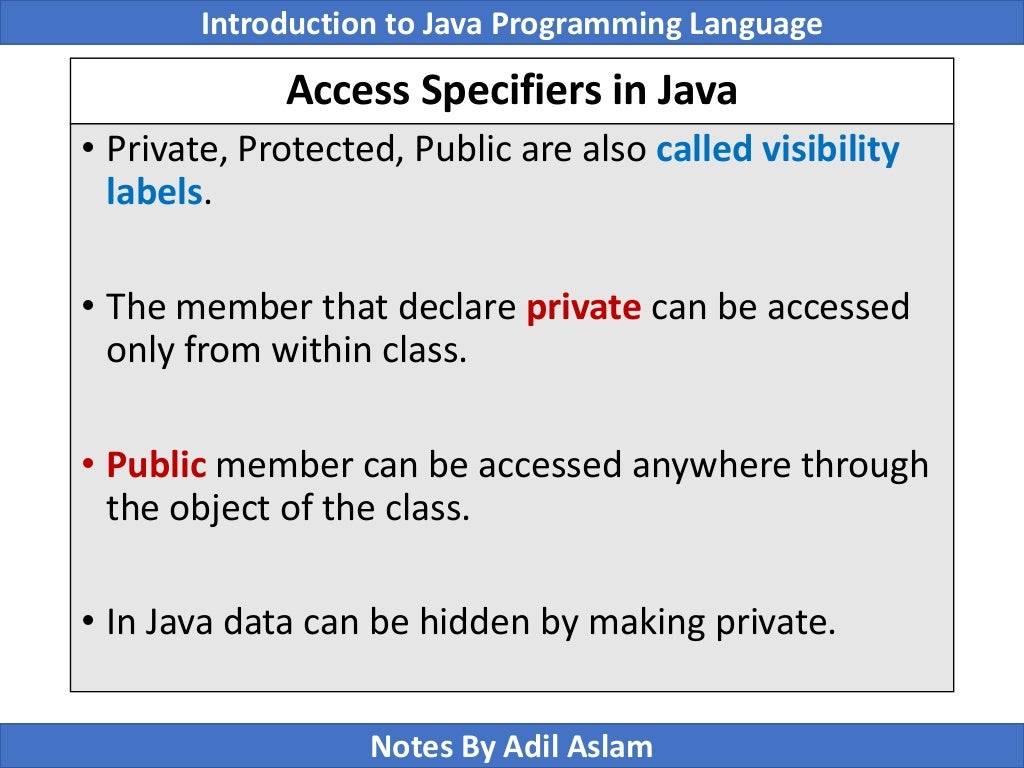 Introduction to Java Programming Language
Access Specifiers in Java
• Private, Protected, Public are also called visibility
labels.
• The member that declare private can be accessed
only from within class.
• Public member can be accessed anywhere through
the object of the class.
• In Java data can be hidden by making private.
Notes By Adil Aslam